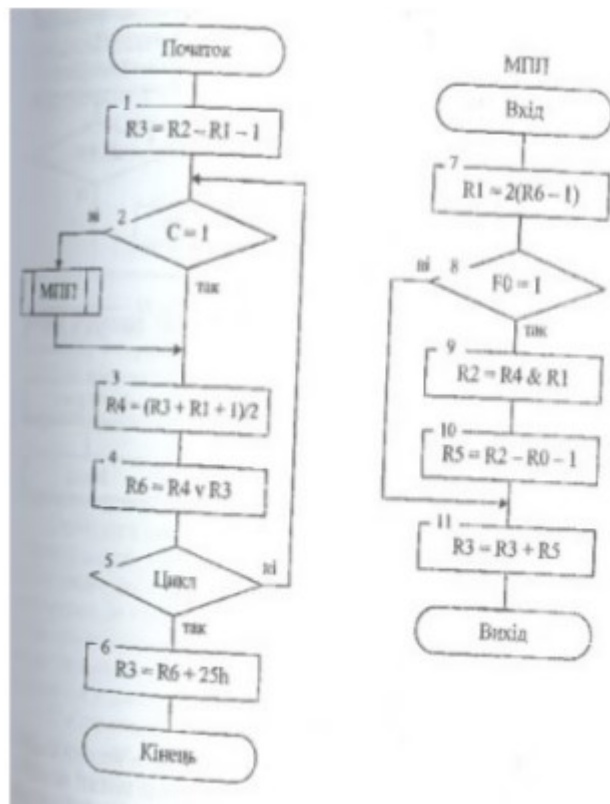 Початок
1
R3 = R2 – R1 – 1
ні
2
C = 1
так
МПП
3
R4 = (R3 + R1 + 1)/2
4
R6 = R4 v R3
5
Цикл
ні
так
6
R3 = R6 + 25h
Кінець
МПП
Вхід
7
R1 = 2(R6 – 1)
ні
8
F0 = 1
так
9
R2 = R4 & R1
10
R5 = R2 – R0 – 1
11
R3 = R3 + R5
Вихід